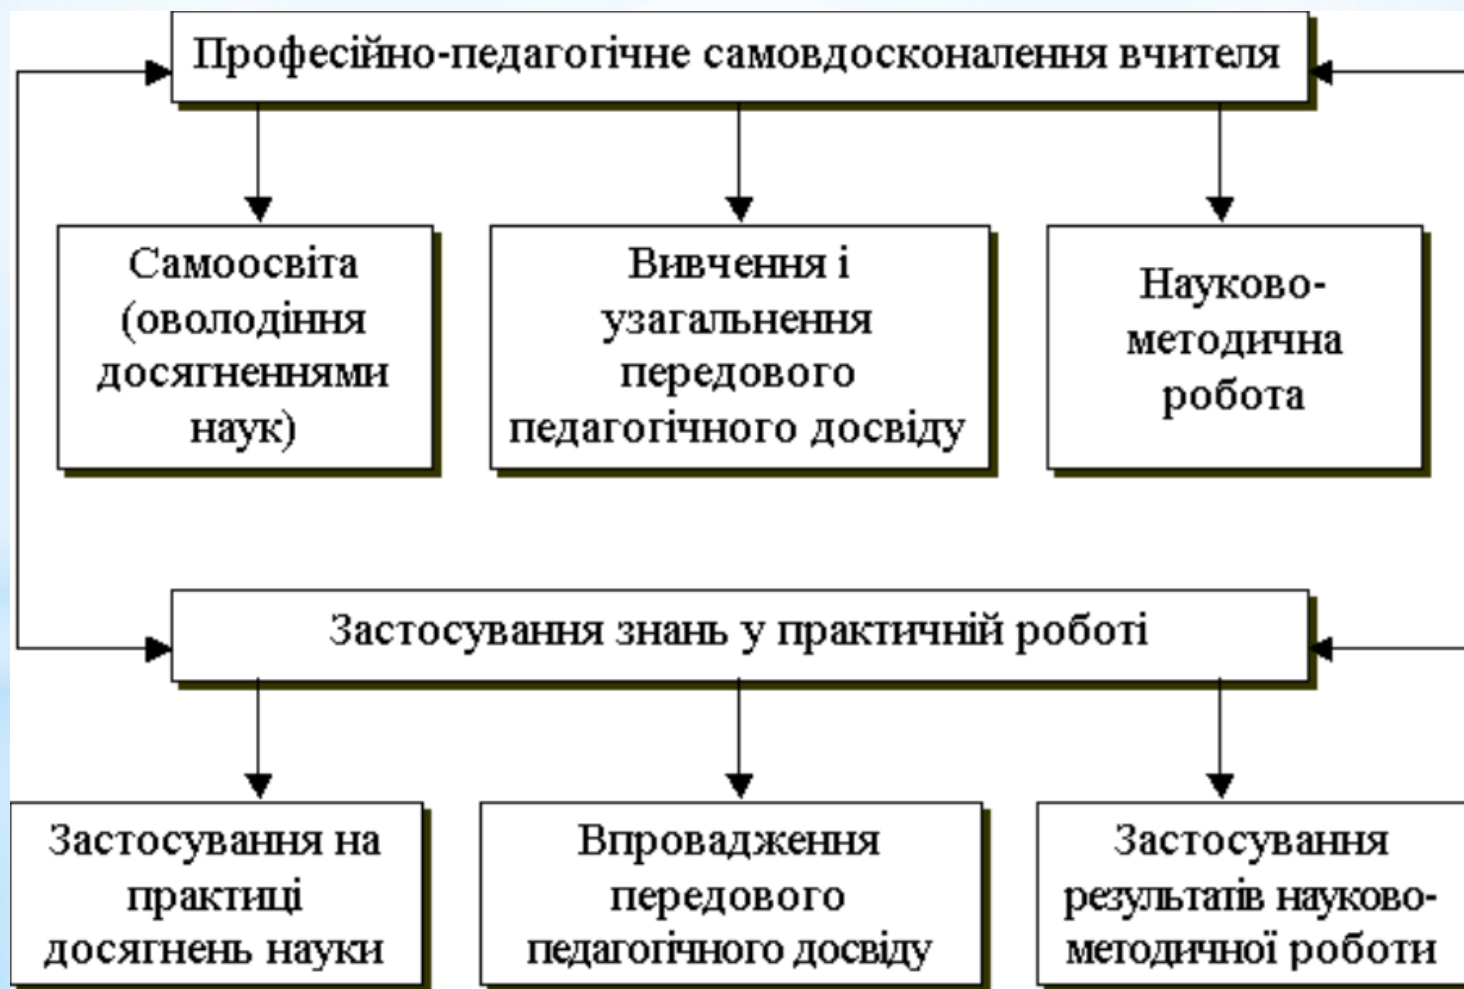 Професійно-педагогічне самовдосконалення вчителя
Самоосвіта
(оволодіння
досягненнями
наук)
Вивчення і
узагальнення
передового
педагогічного досвіду
Науково-
методична
робота
Застосування знань у практичній роботі
Застосування на
практиці
досягнень науки
Впровадження
передового
педагогічного досвіду
Застосування
результатів науково-
методичної роботи